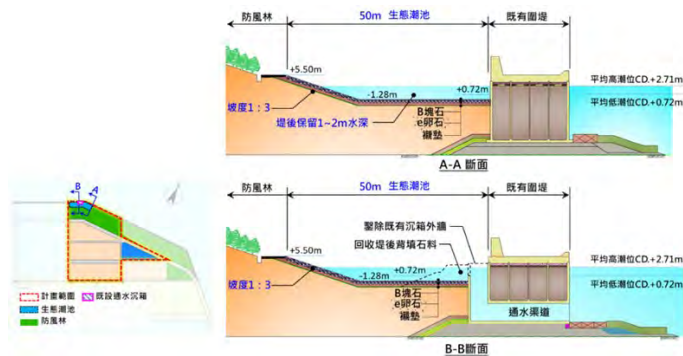 防風林
50m 生態潮池
既有圍堤
+5.50m
坡度1：3
-1.28m
+0.72m
堤後保留1~2m水深
B塊石
e卵石
襯墊
平均高潮位CD.+2.71m
平均低潮位CD.+0.72m
A-A 斷面
B
A
計畫範圍
既設通水沉箱
生態潮池
防風林
防風林
50m 生態潮池
既有圍堤
鑿除既有沉箱外牆
回收堤後背填石料
+5.50m
坡度1：3
-1.28m
+0.72m
B塊石
e卵石
襯墊
通水渠道
平均高潮位CD.+2.71m
平均低潮位CD.+0.72m
B-B斷面